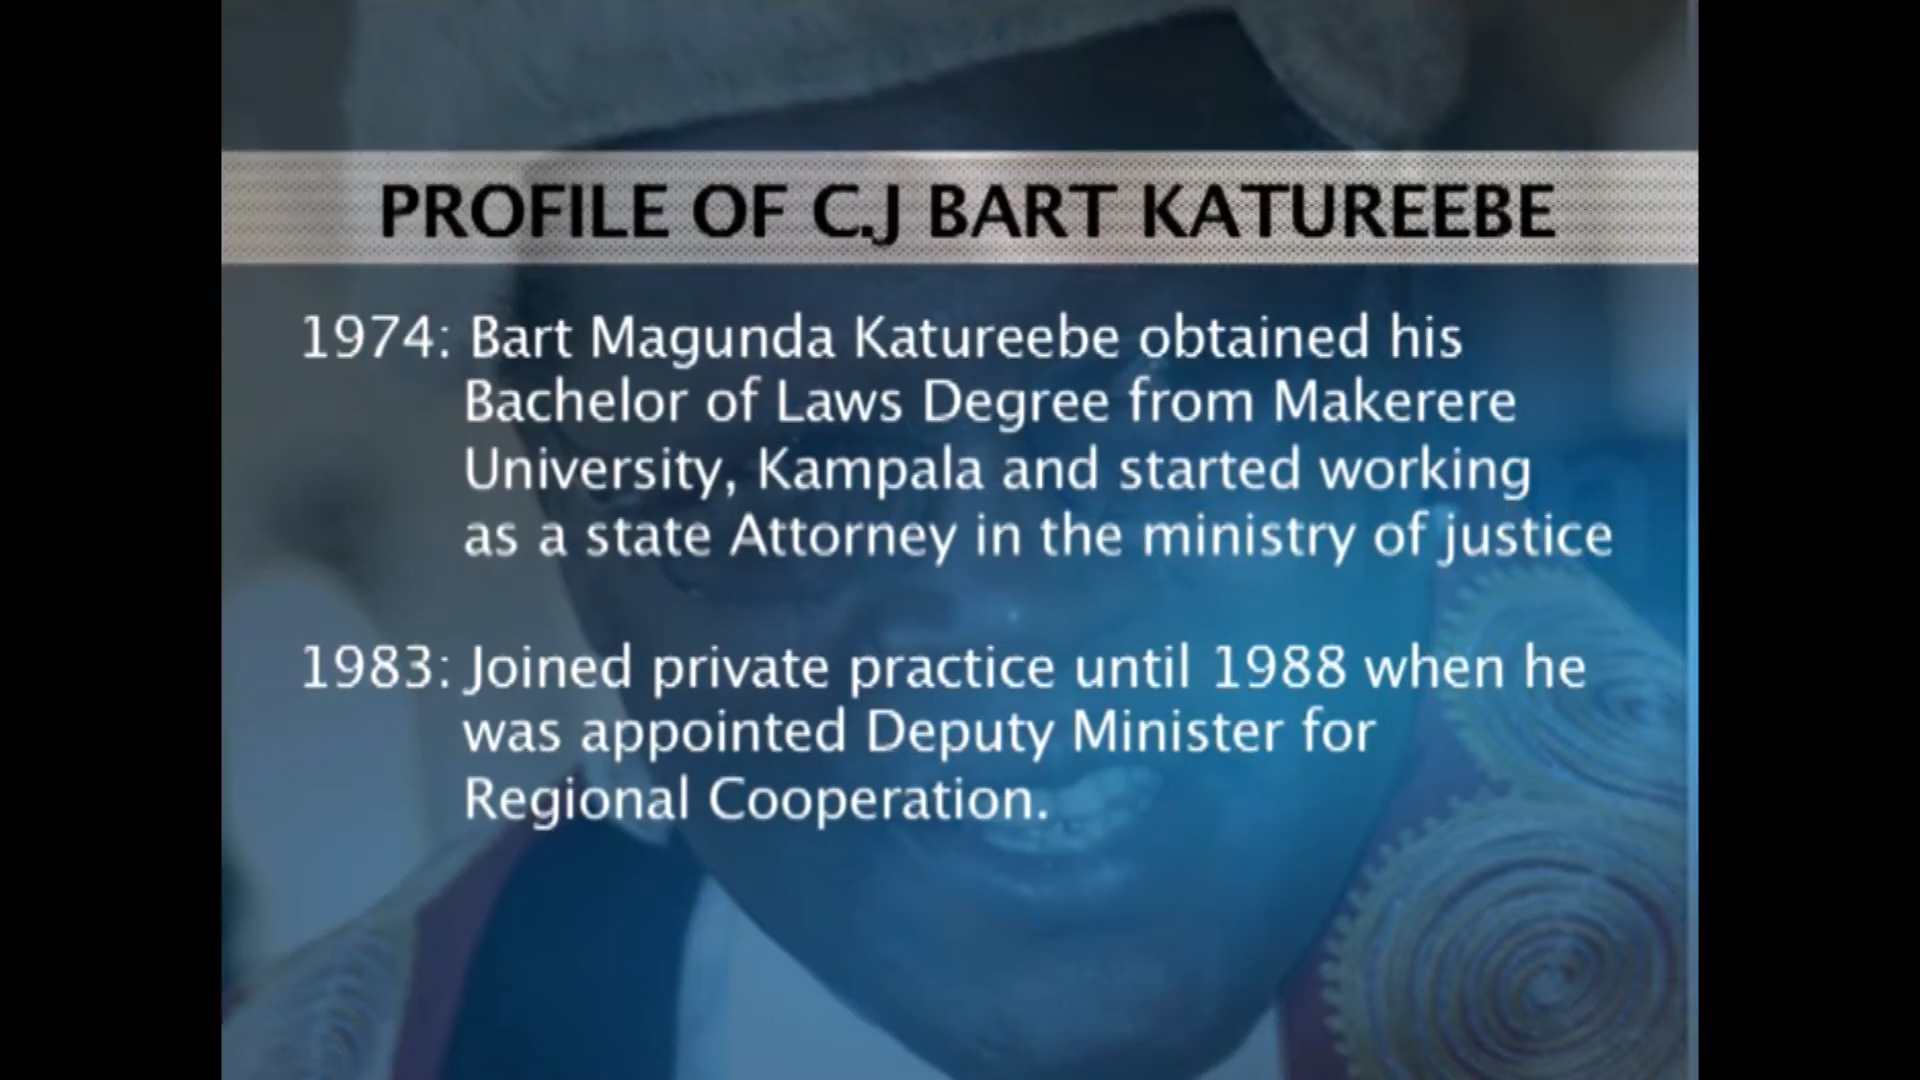 PROFILE OF C.J BART KATUREEBE
1974: Bart Magunda Katureebe obtained his
Bachelor of Laws Degree from Makerere
University, Kampala and started working
as a state Attorney in the ministry of justice
1983: Joined private practice until 1988 when he
was appointed Deputy Minister for
Regional Cooperation.